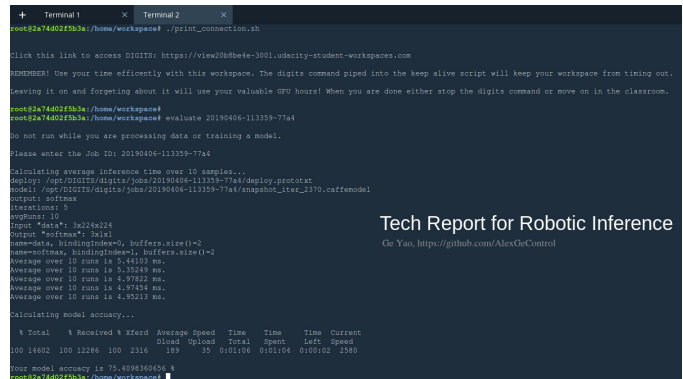 + Terminal 1 × Terminal 2 ×
root@2a74d02f5b3a:/home/workspace# ./print_connection.sh
Click this link to access DIGITS: https://view20b8be4e-3001.udacity-student-workspaces.com
REMEMBER! Use your time efficently with this workspace. The digits command piped into the keep alive script will keep your workspace from timing out.
Leaving it on and forgeting about it will use your valuable GPU hours! When you are done either stop the digits command or move on in the classroom.
root@2a74d02f5b3a:/home/workspace#
root@2a74d02f5b3a:/home/workspace# evaluate 20190406-113359-77a4
Do not run while you are processing data or training a model.
Please enter the Job ID: 20190406-113359-77a4
Calculating average inference time over 10 samples...
deploy: /opt/DIGITS/digits/jobs/20190406-113359-77a4/deploy.prototxt
model: /opt/DIGITS/digits/jobs/20190406-113359-77a4/snapshot_iter_2370.caffemodel
output: softmax
iterations: 5
avgRuns: 10
Input "data": 3x224x224
Output "softmax": 3x1x1
name=data, bindingIndex=0, buffers.size()=2
name=softmax, bindingIndex=1, buffers.size()=2
Average over 10 runs is 5.44103 ms.
Average over 10 runs is 5.35249 ms.
Average over 10 runs is 4.97822 ms.
Average over 10 runs is 4.97454 ms.
Average over 10 runs is 4.95213 ms.
Tech Report for Robotic Inference
Ge Yao, https://github.com/AlexGeControl
Calculating model accuacy...
% Total % Received % Xferd Average Speed Time Time Time Current
Dload Upload Total Spent Left Speed
100 14602 100 12286 100 2316 189 35 0:01:06 0:01:04 0:00:02 2580
Your model accuacy is 75.4098360656 %
root@2a74d02f5b3a:/home/workspace#